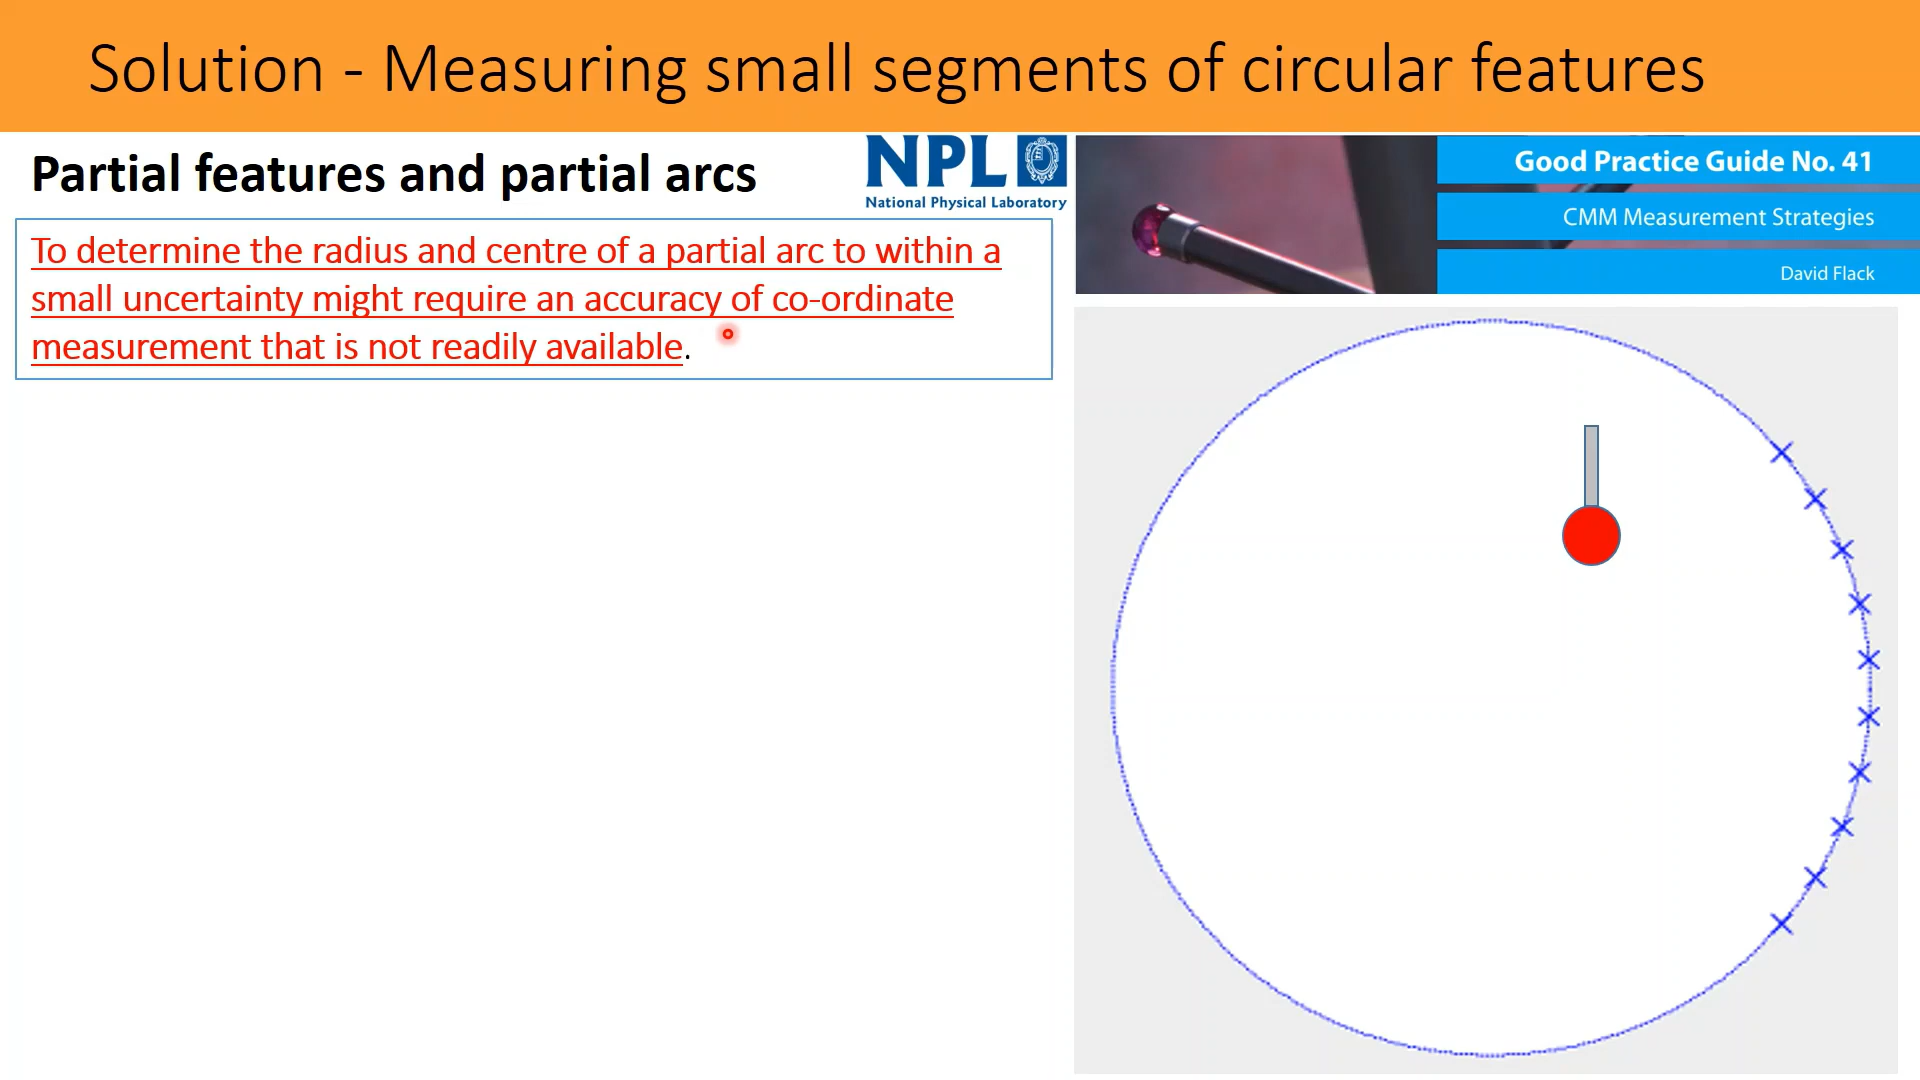 Solution - Measuring small segments of circular features
Partial features and partial arcs
NPL
National Physical Laboratory
Good Practice Guide No. 41
CMM Measurement Strategies
David Flack
To determine the radius and centre of a partial arc to within a
small uncertainty might require an accuracy of co-ordinate
measurement that is not readily available.